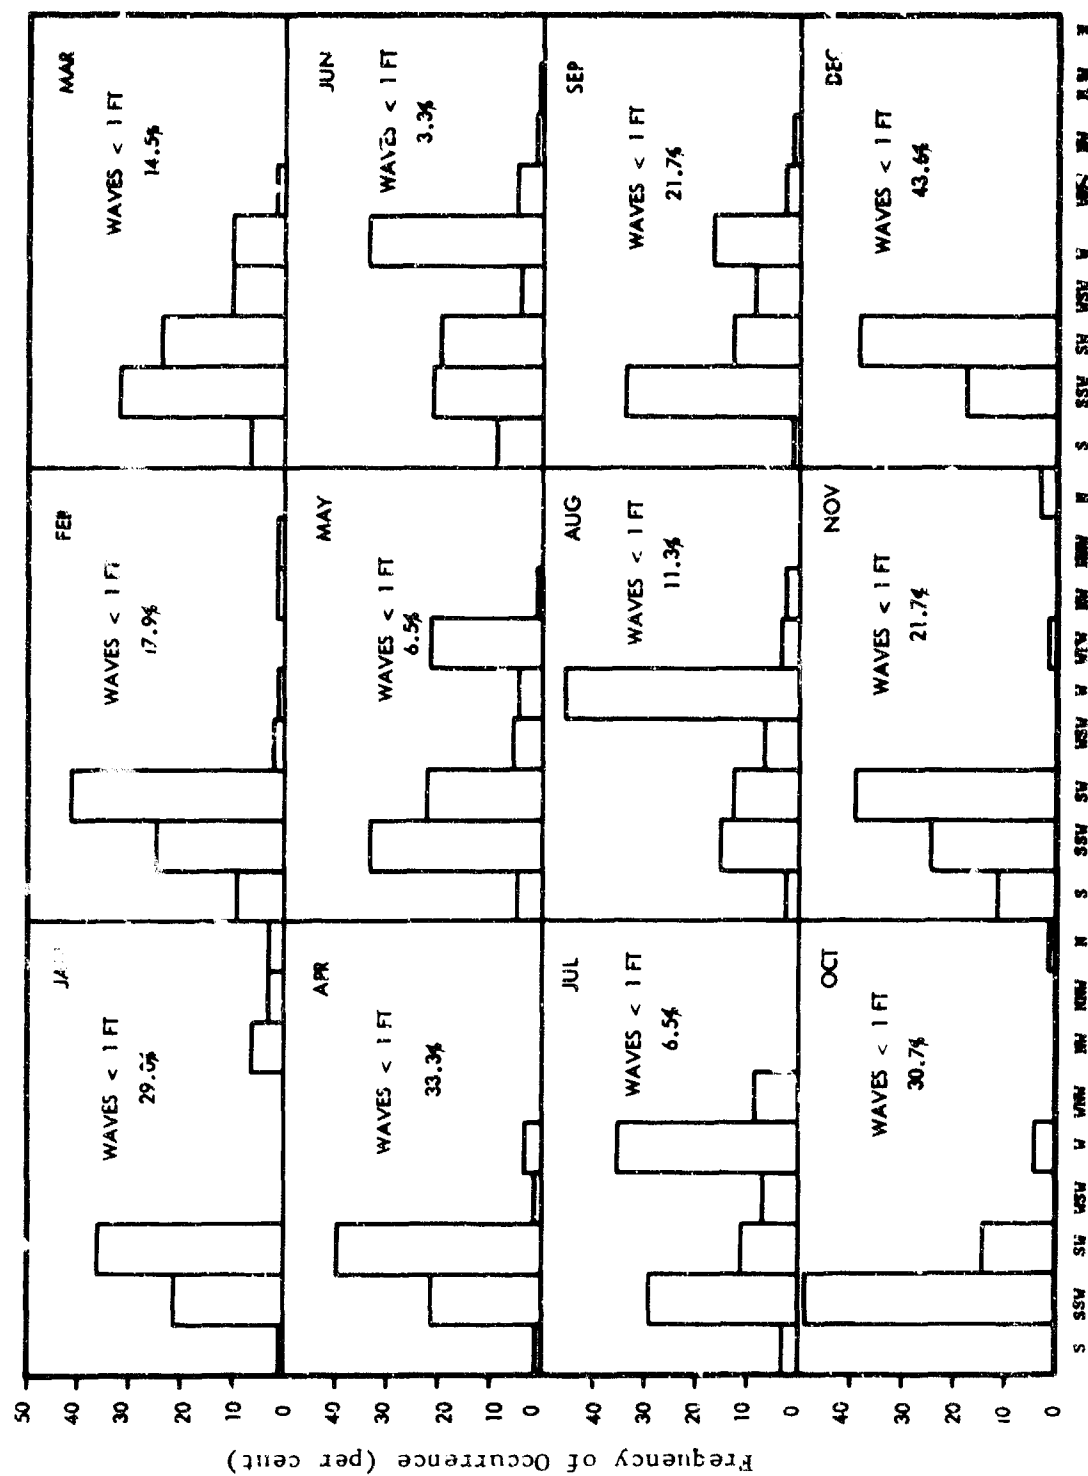 Frequency of Occurrence (per cent)
50
40
30
20
10
0
WAVES < 1 FT
FEB
WAVES < 1 FT
17.9%
MAR
WAVES < 1 FT
14.5%
40
30
20
10
0
APR
WAVES < 1 FT
33.3%
MAY
WAVES < 1 FT
6.5%
JUN
WAVES < 1 FT
3.3%
40
30
20
10
0
JUL
WAVES < 1 FT
6.5%
AUG
WAVES < 1 FT
11.3%
SEP
WAVES < 1 FT
21.7%
40
30
20
10
0
OCT
WAVES < 1 FT
30.7%
NOV
WAVES < 1 FT
21.7%
DEC
WAVES < 1 FT
43.6%
S SSW SW WSW W WNW NW NNW N
S SSW SW WSW W NW N
S SSW SW WSW W